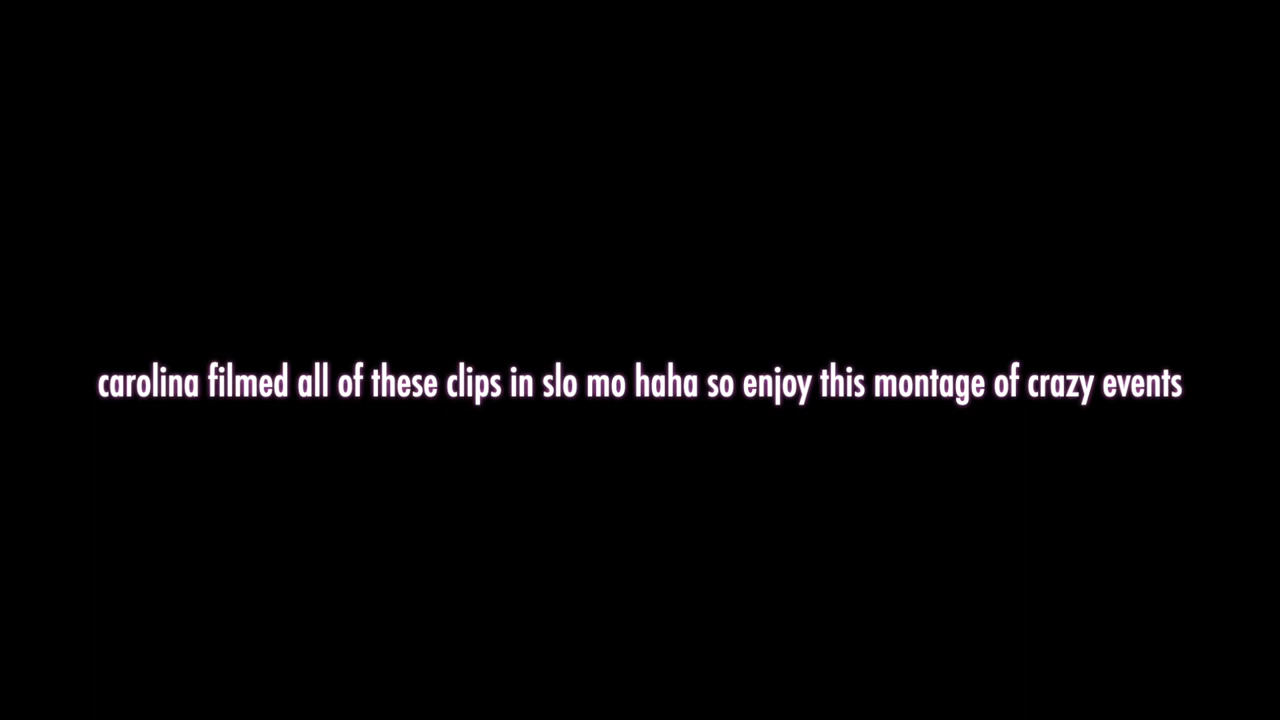 carolina filmed all of these clips in slo mo haha so enjoy this montage of crazy events